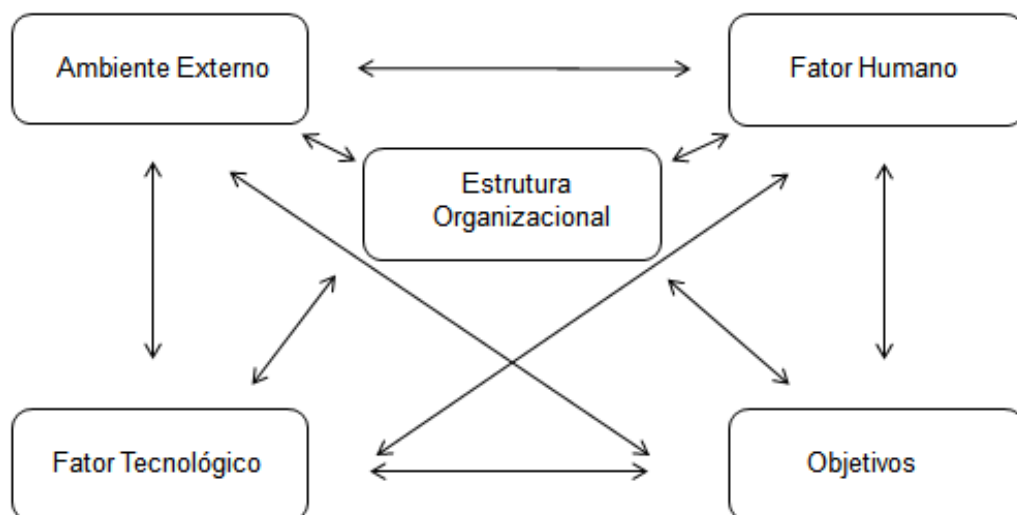 Ambiente Externo
Fator Humano
Estrutura
Organizacional
Fator Tecnológico
Objetivos